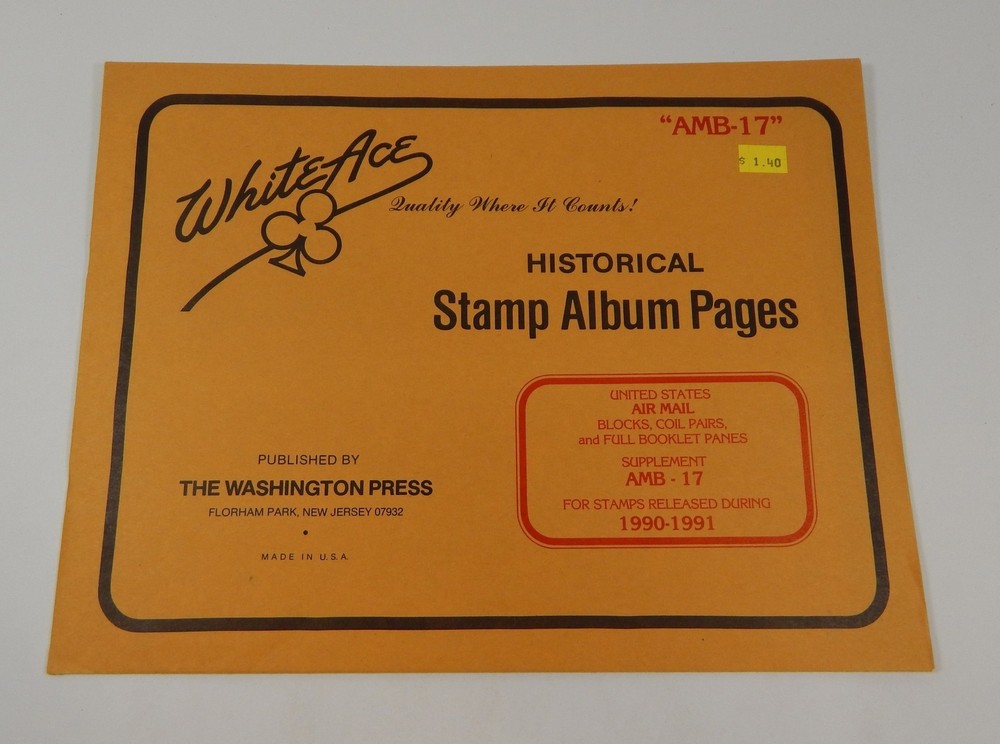 "AMB-17"
$ 1.40
WhiteAce
Quality Where It Counts!
HISTORICAL
Stamp Album Pages
UNITED STATES
AIR MAIL
BLOCKS, COIL PAIRS,
and FULL BOOKLET PANES
SUPPLEMENT
AMB - 17
FOR STAMPS RELEASED DURING
1990-1991
PUBLISHED BY
THE WASHINGTON PRESS
FLORHAM PARK, NEW JERSEY 07932
•
MADE IN U.S.A.